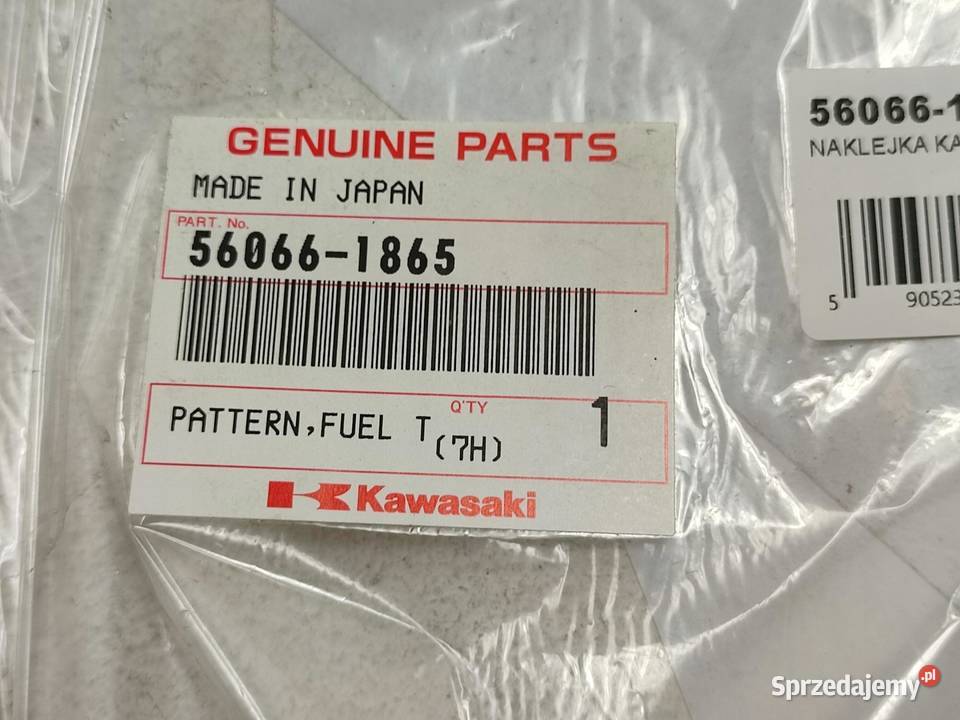 GENUINE PARTS
MADE IN JAPAN
PART. No.
56066-1865
PATTERN,FUEL T
(7H)
Q'TY
1
Kawasaki
56066-1
NAKLEJKA KA
5 90523
Sprzedajemy.pl